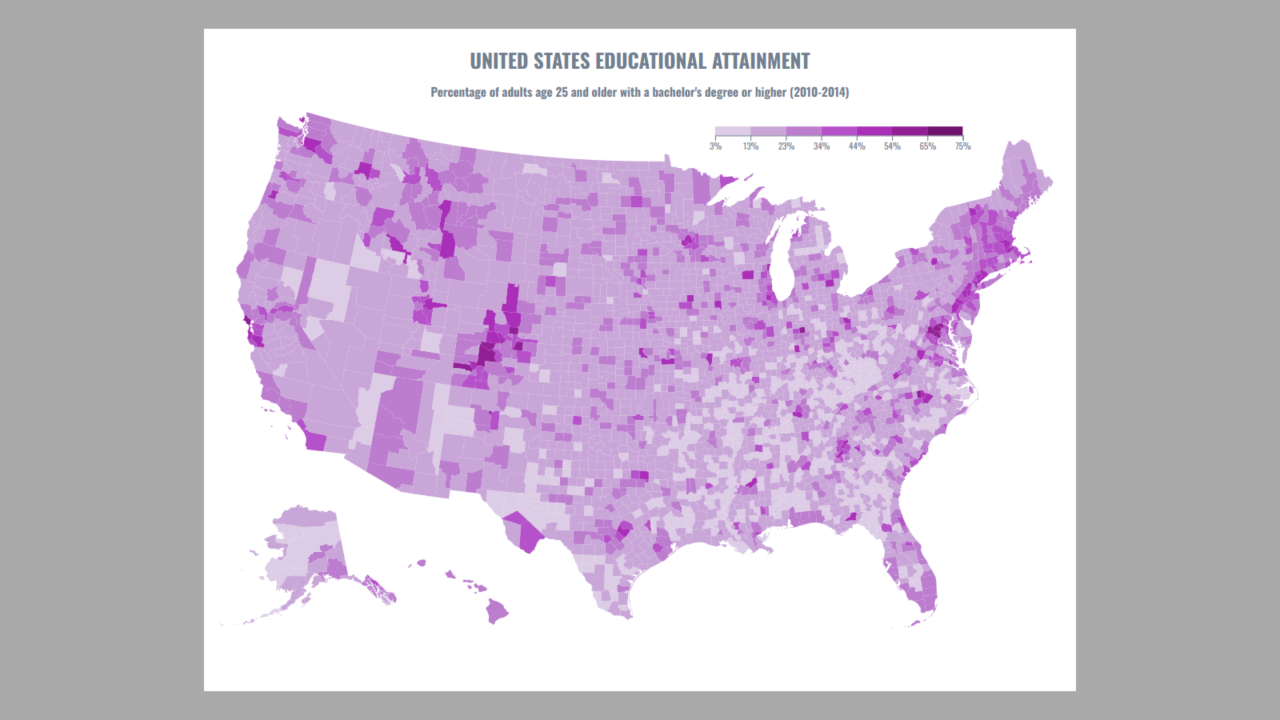 UNITED STATES EDUCATIONAL ATTAINMENT
Percentage of adults age 25 and older with a bachelor's degree or higher (2010-2014)
3% 13% 23% 34% 44% 54% 65% 75%